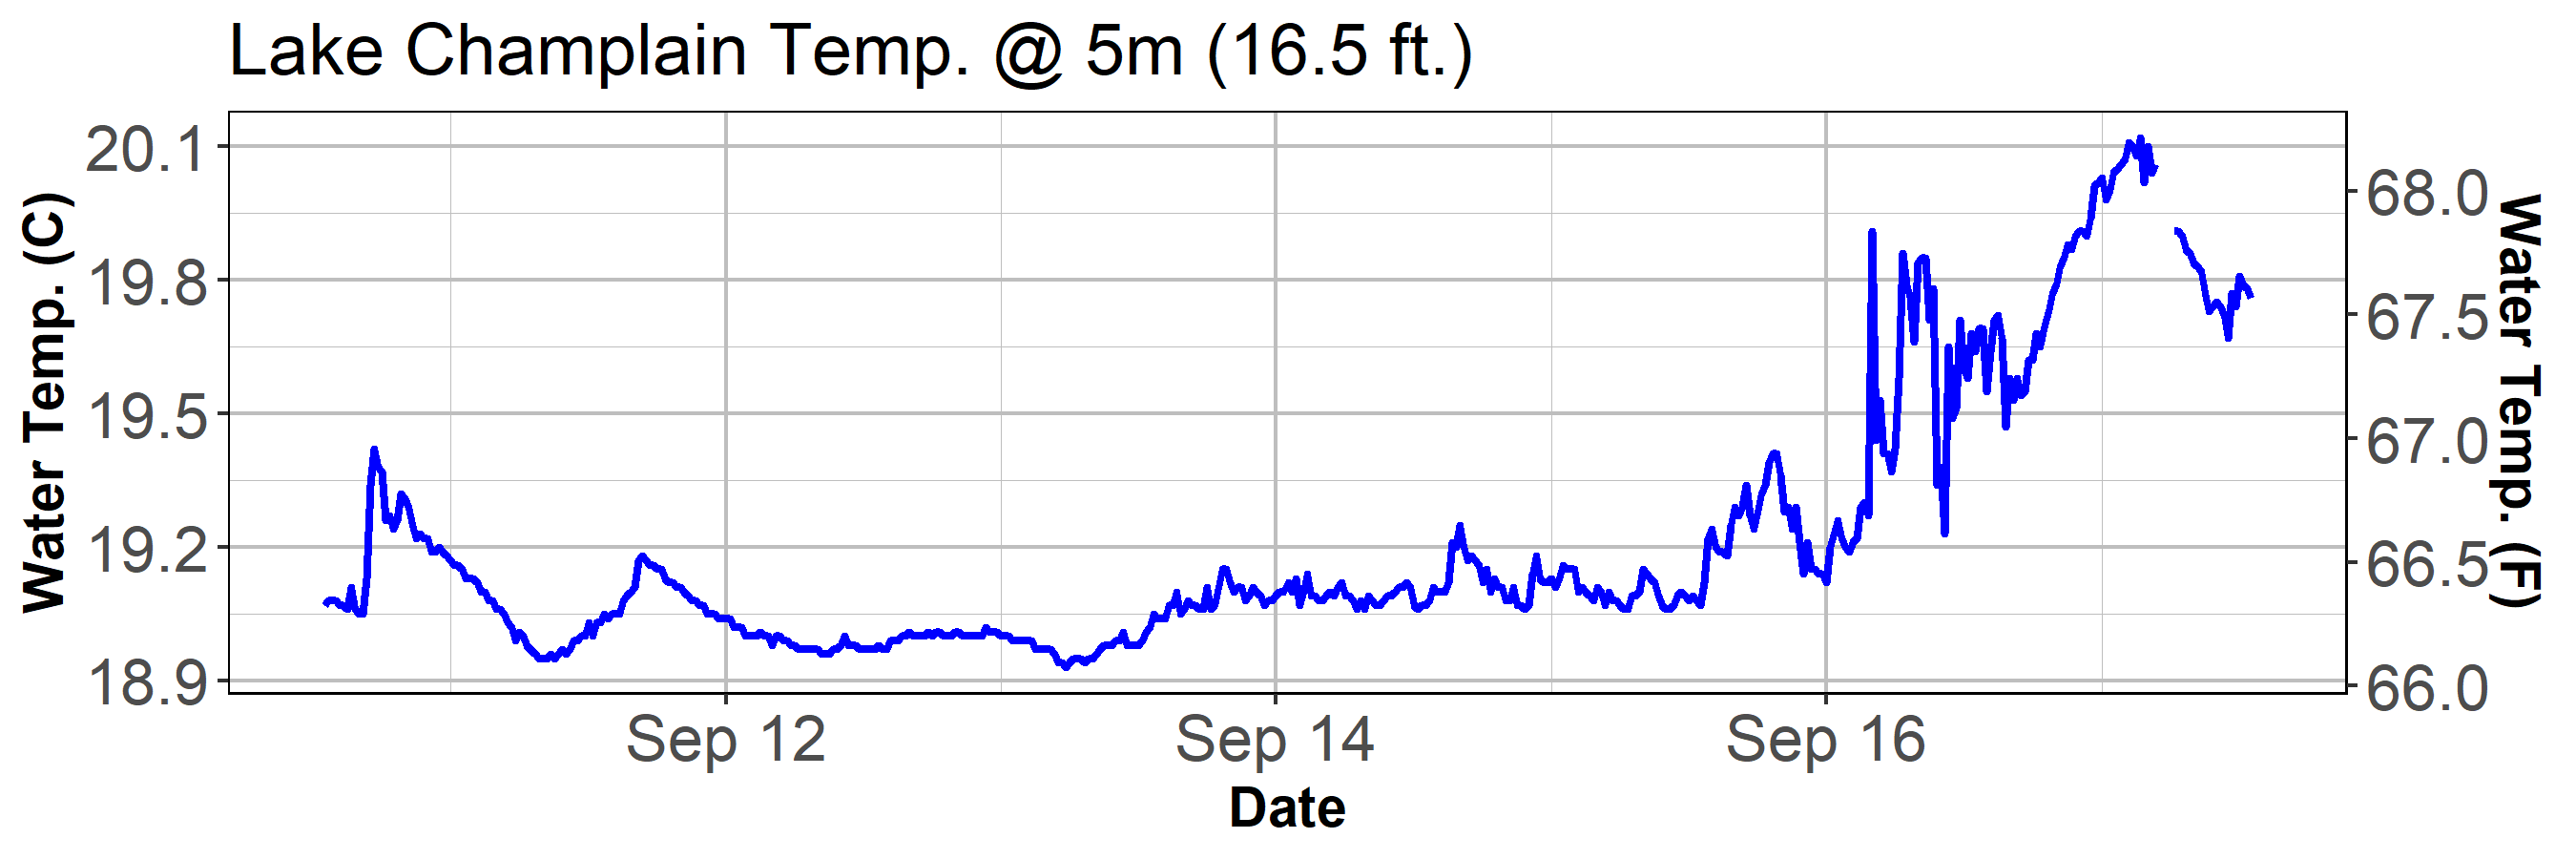 Lake Champlain Temp. @ 5m (16.5 ft.)
Water Temp. (C)
20.1
19.8
19.5
19.2
18.9
68.0
67.5
67.0
66.5
66.0
Water Temp. (F)
Sep 12
Sep 14
Sep 16
Date